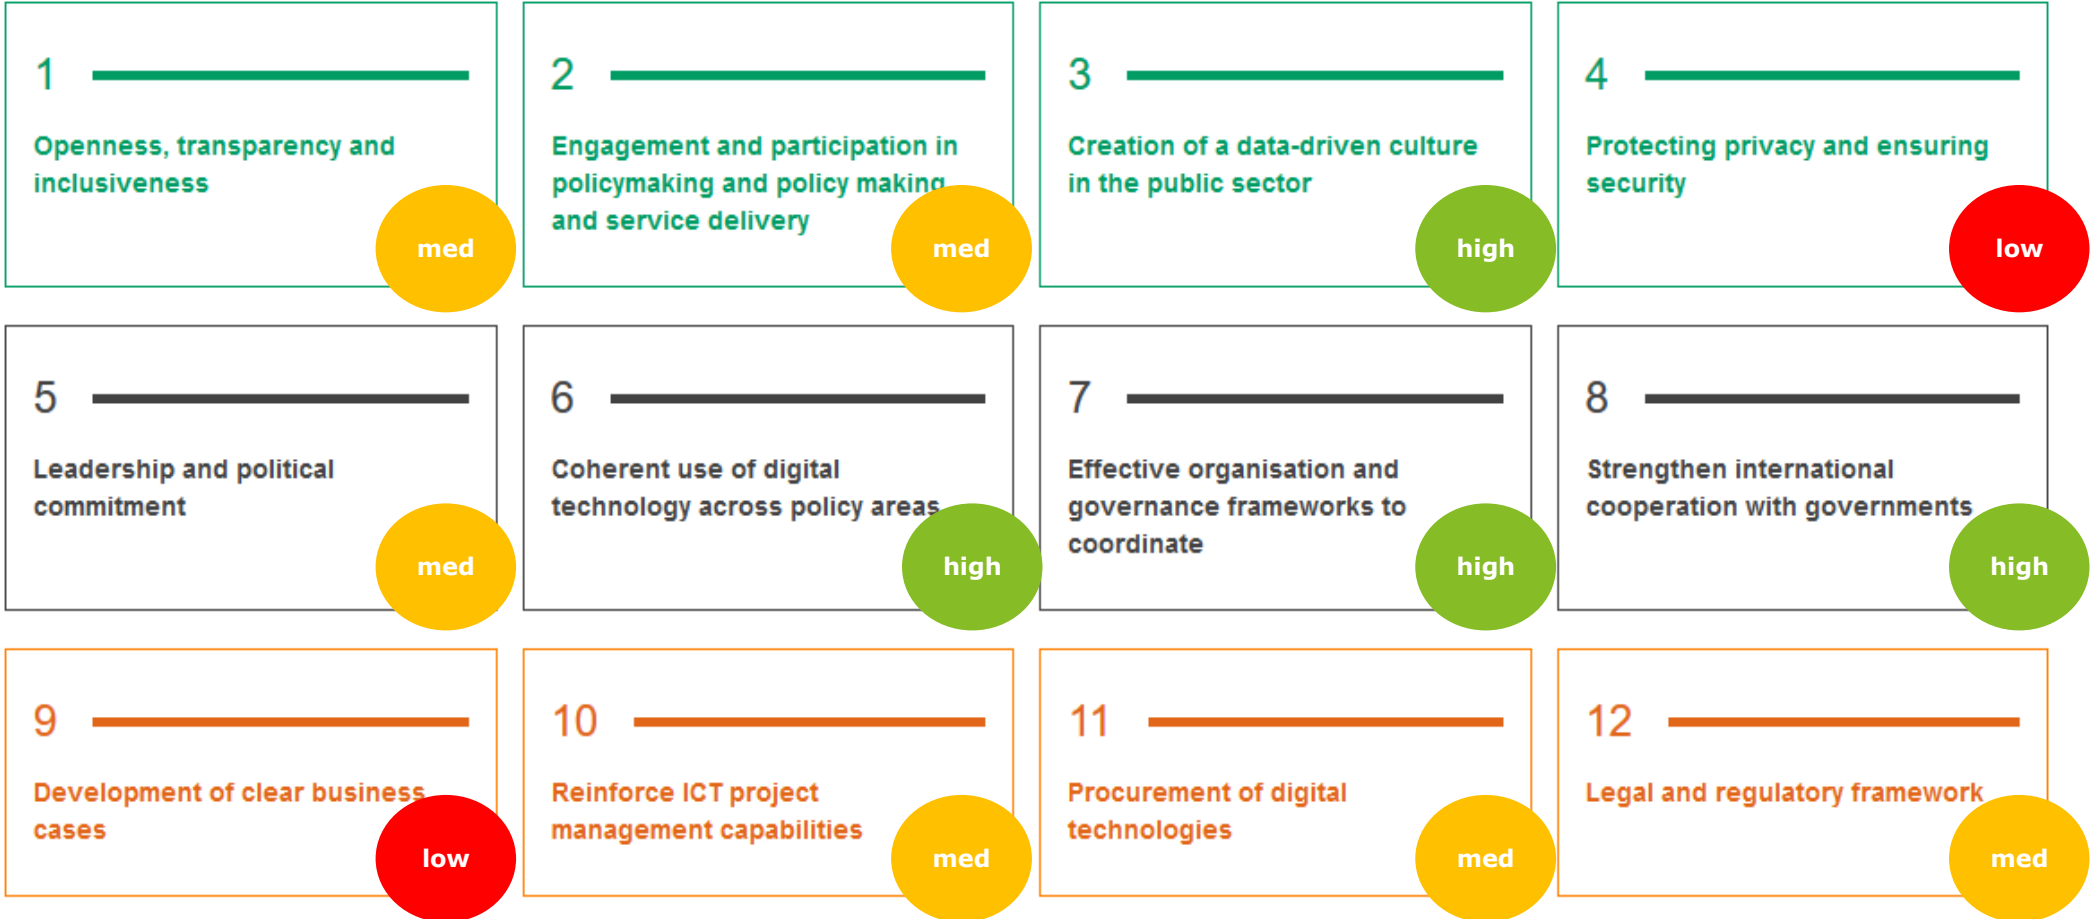 1
Openness, transparency and
inclusiveness
med
2
Engagement and participation in
policymaking and policy making
and service delivery
med
3
Creation of a data-driven culture
in the public sector
high
4
Protecting privacy and ensuring
security
low
5
Leadership and political
commitment
med
6
Coherent use of digital
technology across policy areas
high
7
Effective organisation and
governance frameworks to
coordinate
high
8
Strengthen international
cooperation with governments
high
9
Development of clear business
cases
low
10
Reinforce ICT project
management capabilities
med
11
Procurement of digital
technologies
med
12
Legal and regulatory framework
med